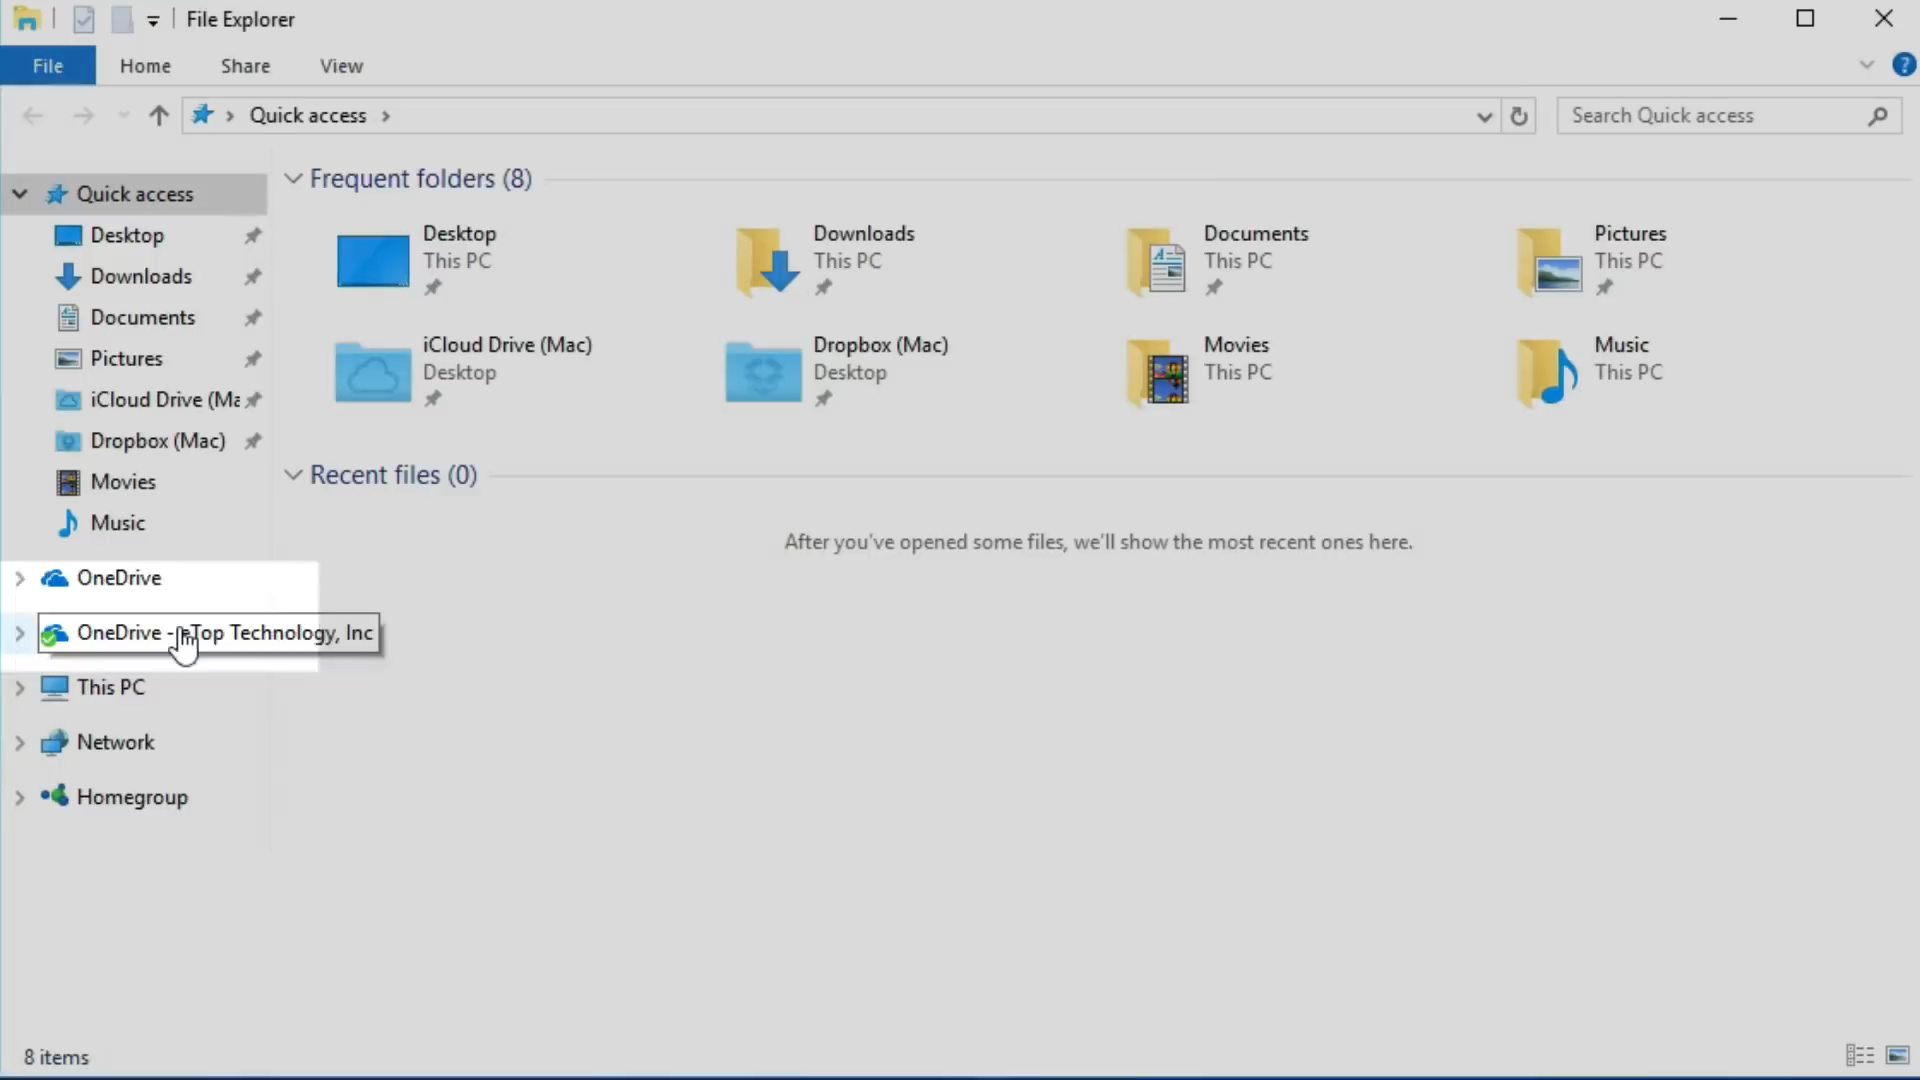 File Explorer
File Home Share View
Quick access
Search Quick access
Quick access
Desktop
Downloads
Documents
Pictures
iCloud Drive (Ma
Dropbox (Mac)
Movies
Music
OneDrive
OneDrive - eTop Technology, Inc
This PC
Network
Homegroup
Frequent folders (8)
Desktop
This PC
Downloads
This PC
Documents
This PC
Pictures
This PC
iCloud Drive (Mac)
Desktop
Dropbox (Mac)
Desktop
Movies
This PC
Music
This PC
Recent files (0)
After you've opened some files, we'll show the most recent ones here.
8 items